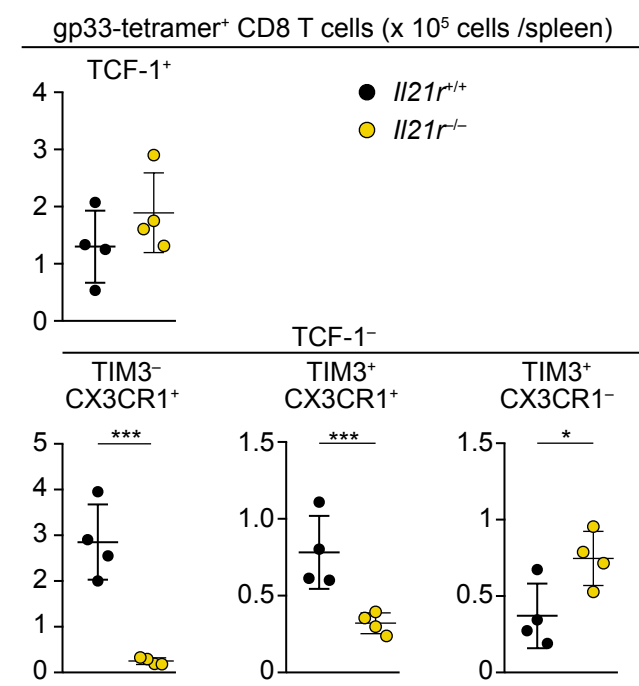 gp33-tetramer⁺ CD8 T cells (x 10⁵ cells /spleen)
TCF-1⁺
Il21r⁺/⁺
Il21r⁻/⁻
4
3
2
1
0
TCF-1⁻
TIM3⁻
CX3CR1⁺
TIM3⁺
CX3CR1⁺
TIM3⁺
CX3CR1⁻
5
4
3
2
1
0
***
1.5
1.0
0.5
0
***
1.5
1
0.5
0
*